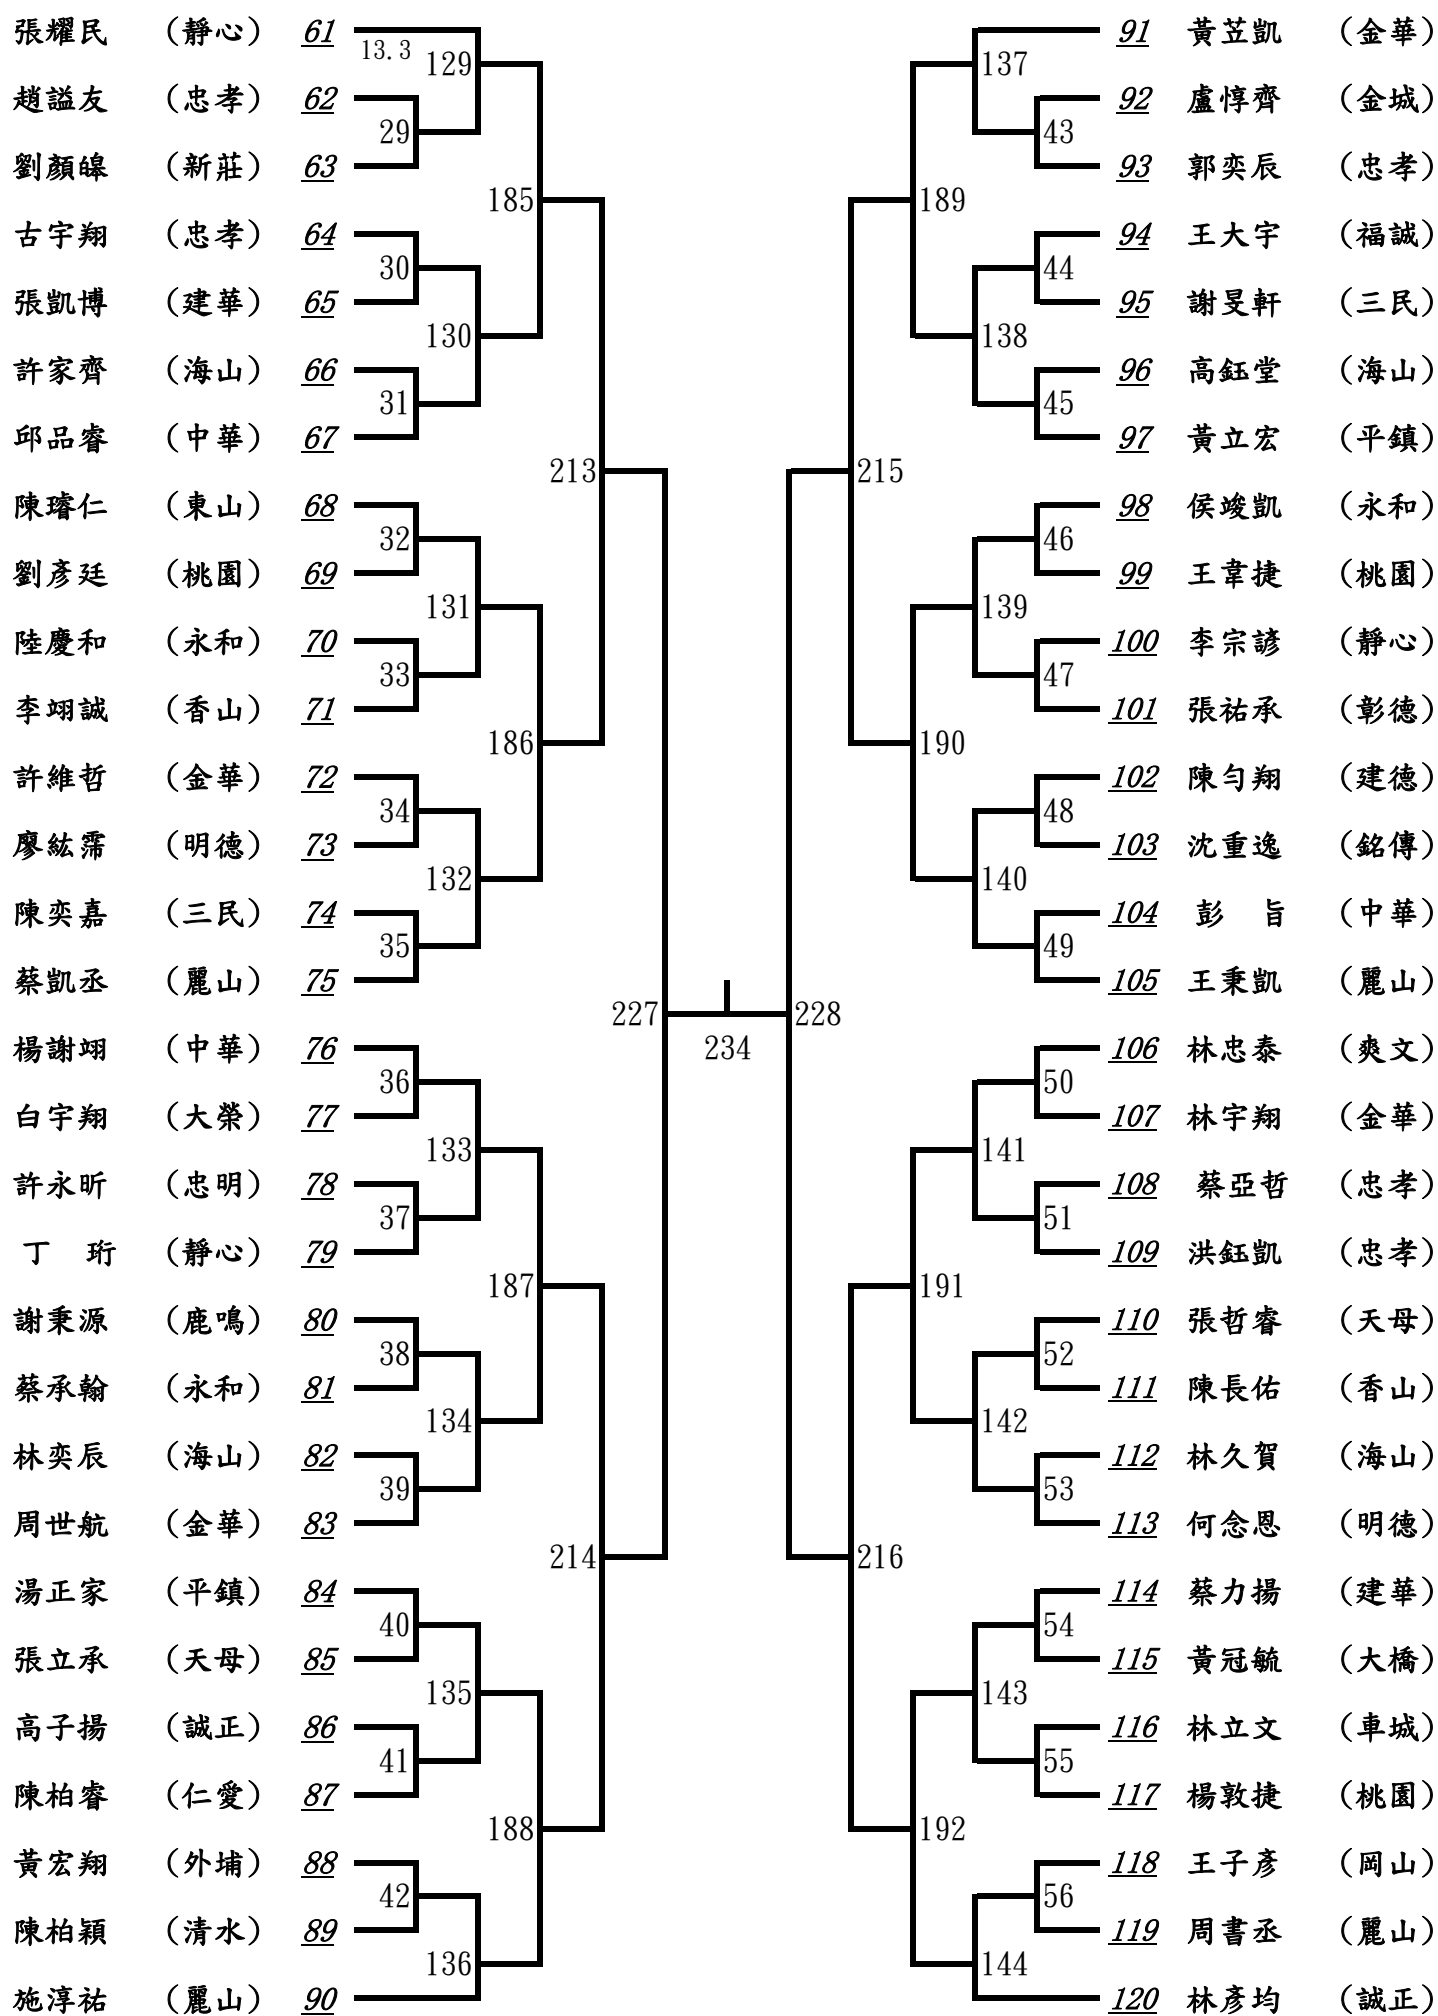 張耀民 (靜心) 61 91 黃苙凱 (金華)
13.3 129 137
趙謚友 (忠孝) 62 92 盧惇齊 (金城)
29 43
劉顏皞 (新莊) 63 93 郭奕辰 (忠孝)
185 189
古宇翔 (忠孝) 64 94 王大宇 (福誠)
30 44
張凱博 (建華) 65 95 謝旻軒 (三民)
130 138
許家齊 (海山) 66 96 高鈺堂 (海山)
31 45
邱品睿 (中華) 67 97 黃立宏 (平鎮)
213 215
陳璿仁 (東山) 68 98 侯竣凱 (永和)
32 46
劉彥廷 (桃園) 69 99 王韋捷 (桃園)
131 139
陸慶和 (永和) 70 100 李宗諺 (靜心)
33 47
李翊誠 (香山) 71 101 張祐承 (彰德)
186 190
許維哲 (金華) 72 102 陳勻翔 (建德)
34 48
廖紘霈 (明德) 73 103 沈重逸 (銘傳)
132 140
陳奕嘉 (三民) 74 104 彭 旨 (中華)
35 49
蔡凱丞 (麗山) 75 105 王秉凱 (麗山)
227 228
234
楊謝翊 (中華) 76 106 林忠泰 (爽文)
36 50
白宇翔 (大榮) 77 107 林宇翔 (金華)
133 141
許永昕 (忠明) 78 108 蔡亞哲 (忠孝)
37 51
丁 珩 (靜心) 79 109 洪鈺凱 (忠孝)
187 191
謝秉源 (鹿鳴) 80 110 張哲睿 (天母)
38 52
蔡承翰 (永和) 81 111 陳長佑 (香山)
134 142
林奕辰 (海山) 82 112 林久賀 (海山)
39 53
周世航 (金華) 83 113 何念恩 (明德)
214 216
湯正家 (平鎮) 84 114 蔡力揚 (建華)
40 54
張立承 (天母) 85 115 黃冠毓 (大橋)
135 143
高子揚 (誠正) 86 116 林立文 (車城)
41 55
陳柏睿 (仁愛) 87 117 楊敦捷 (桃園)
188 192
黃宏翔 (外埔) 88 118 王子彥 (岡山)
42 56
陳柏穎 (清水) 89 119 周書丞 (麗山)
136 144
施淳祐 (麗山) 90 120 林彥均 (誠正)